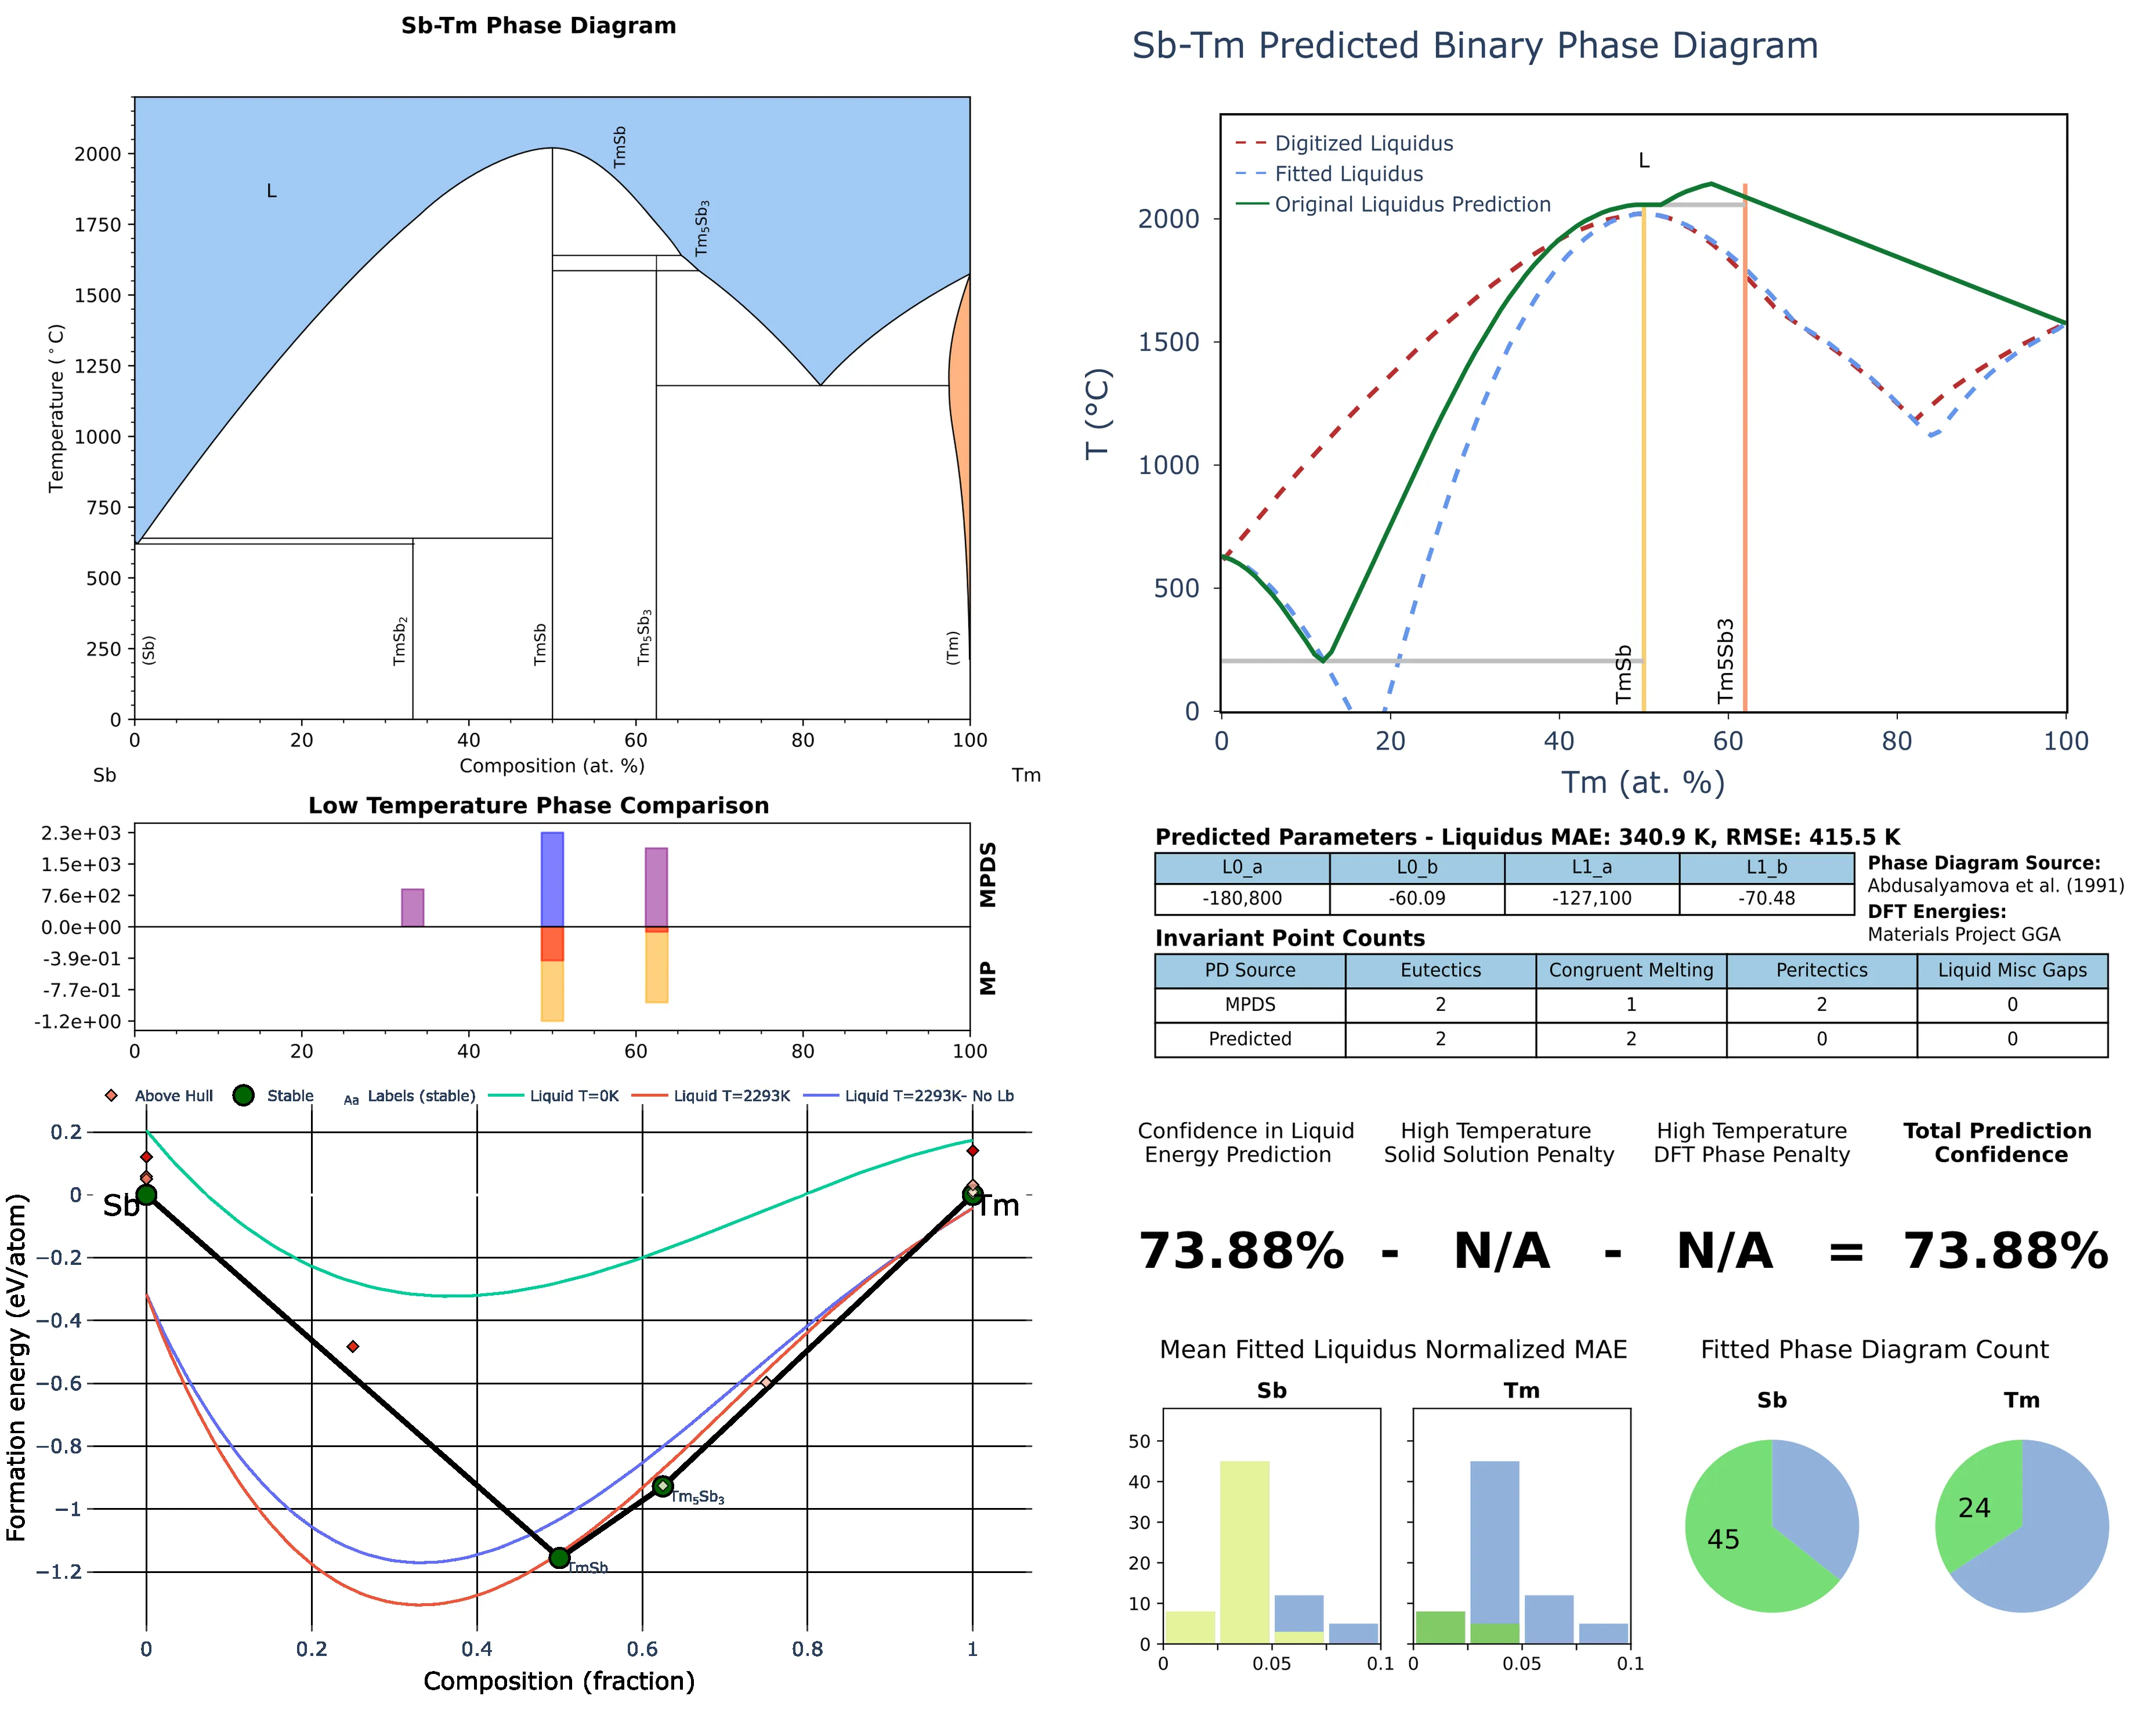 Sb-Tm Phase Diagram
2000
1750
1500
1250
1000
750
500
250
0
Temperature (°C)
L
TmSb
Tm5Sb3
(Sb)
TmSb2
TmSb
Tm5Sb3
(Tm)
0 20 40 60 80 100
Composition (at. %)
Sb Tm
Sb-Tm Predicted Binary Phase Diagram
Digitized Liquidus
Fitted Liquidus
Original Liquidus Prediction
L
2000
1500
1000
500
0
T (°C)
TmSb
Tm5Sb3
0 20 40 60 80 100
Tm (at. %)
Low Temperature Phase Comparison
2.3e+03
1.5e+03
7.6e+02
0.0e+00
-3.9e-01
-7.7e-01
-1.2e+00
MPDS
MP
0 20 40 60 80 100
Predicted Parameters - Liquidus MAE: 340.9 K, RMSE: 415.5 K
L0_a L0_b L1_a L1_b
-180,800 -60.09 -127,100 -70.48
Phase Diagram Source:
Abdusalyamova et al. (1991)
DFT Energies:
Materials Project GGA
Invariant Point Counts
PD Source Eutectics Congruent Melting Peritectics Liquid Misc Gaps
MPDS 2 1 2 0
Predicted 2 2 0 0
Above Hull Stable Aa Labels (stable) Liquid T=0K Liquid T=2293K Liquid T=2293K- No Lb
0.2
0
−0.2
−0.4
−0.6
−0.8
−1
−1.2
Formation energy (eV/atom)
Sb
Tm
Tm5Sb3
TmSb
0 0.2 0.4 0.6 0.8 1
Composition (fraction)
Confidence in Liquid
Energy Prediction
High Temperature
Solid Solution Penalty
High Temperature
DFT Phase Penalty
Total Prediction
Confidence
73.88% - N/A - N/A = 73.88%
Mean Fitted Liquidus Normalized MAE
Sb
Tm
50
40
30
20
10
0
0 0.05 0.1
0 0.05 0.1
Fitted Phase Diagram Count
Sb
Tm
45
24